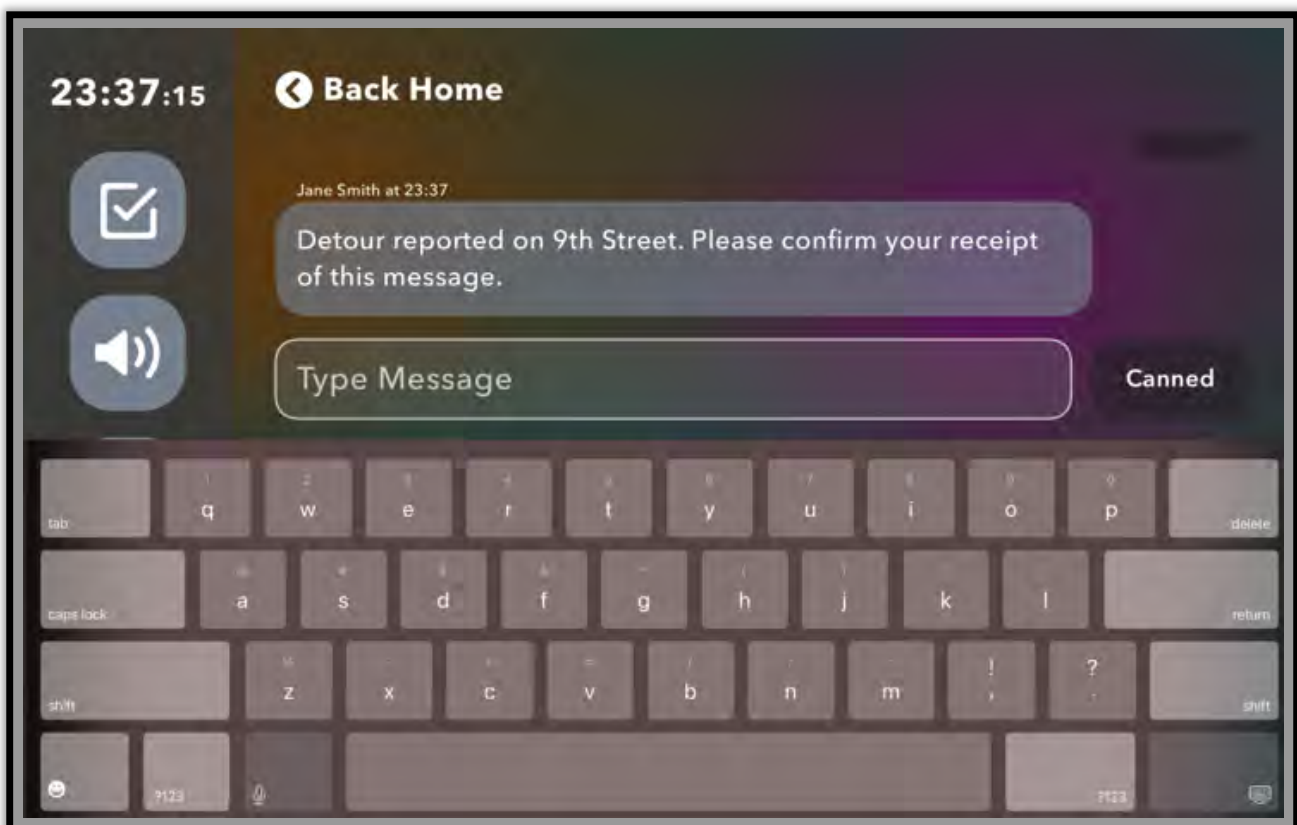 23:37:15
Back Home
Jane Smith at 23:37
Detour reported on 9th Street. Please confirm your receipt
of this message.
Type Message
Canned
tab q w e r t y u i o p delete
caps lock a s d f g h j k l return
shift z x c v b n m ! , ? . shift
?123 ?123